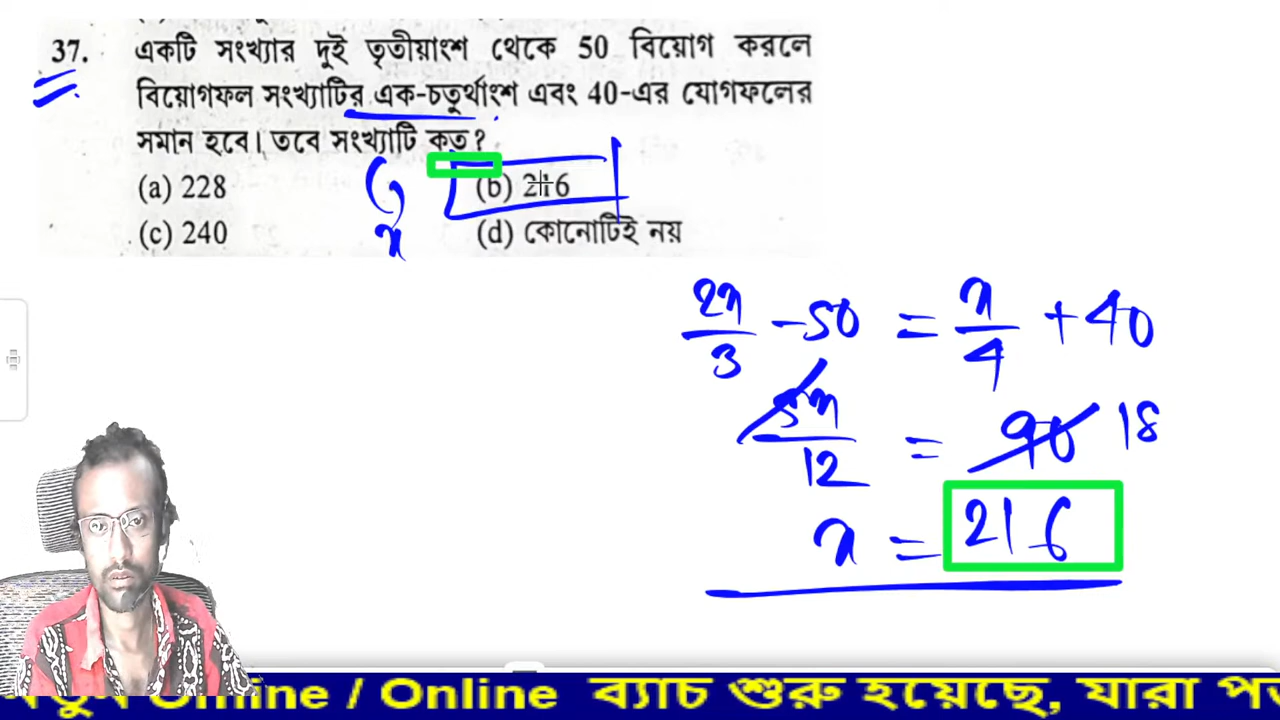 37. একটি সংখ্যার দুই তৃতীয়াংশ থেকে 50 বিয়োগ করলে
বিয়োগফল সংখ্যাটির এক-চতুর্থাংশ এবং 40-এর যোগফলের
সমান হবে। তবে সংখ্যাটি কত?
(a) 228 (b) 216
(c) 240 x (d) কোনোটিই নয়
2x/3 - 50 = x/4 + 40
5x/12 = 90 18
x = 216
Online / Online ব্যাচ শুরু হয়েছে, যারা